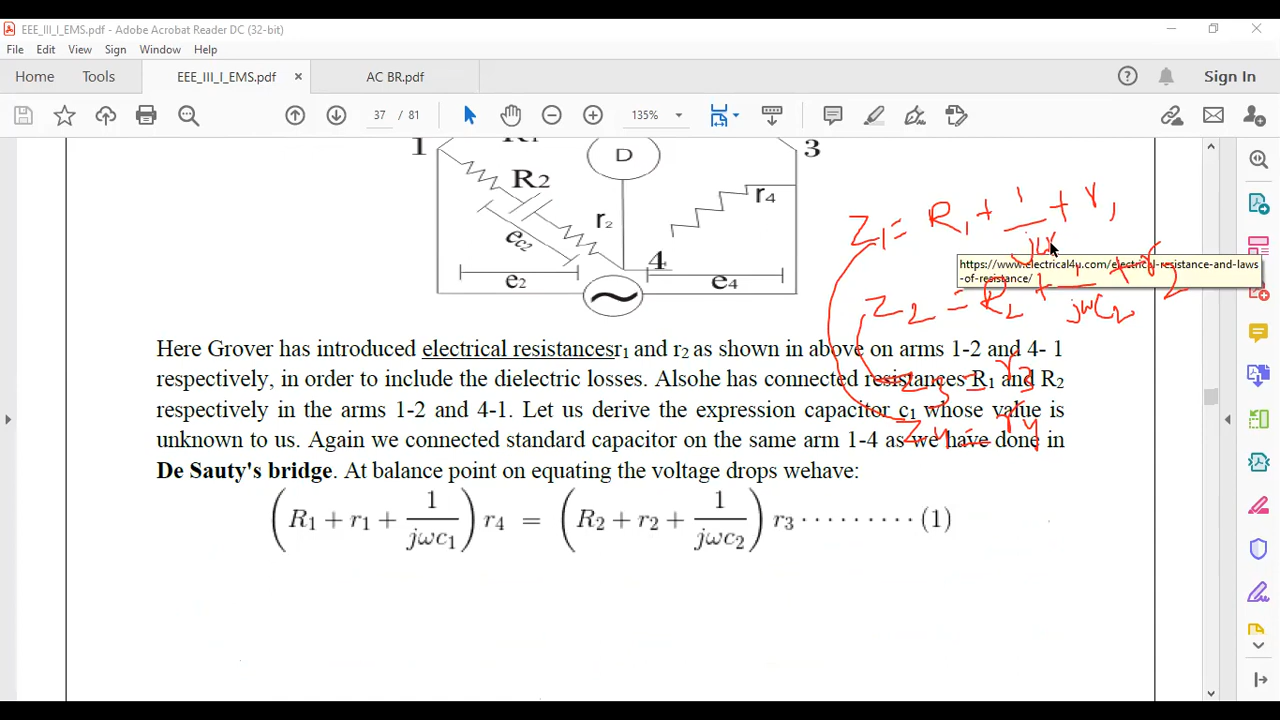 EEE_III_I_EMS.pdf - Adobe Acrobat Reader DC (32-bit)
File Edit View Sign Window Help
Home Tools EEE_III_I_EMS.pdf × AC BR.pdf Sign In
37 / 81 135%
1 D 3
R2
r4
r2
ec2
4
e2 e4
Z1 = R1 + 1/jω + r1
https://www.electrical4u.com/electrical-resistance-and-laws
-of-resistance/
Z2 = R2 + 1/jωC2 + r2
Z3 = r3
Z4 = r4
Here Grover has introduced electrical resistancesr1 and r2 as shown in above on arms 1-2 and 4- 1
respectively, in order to include the dielectric losses. Alsohe has connected resistances R1 and R2
respectively in the arms 1-2 and 4-1. Let us derive the expression capacitor c1 whose value is
unknown to us. Again we connected standard capacitor on the same arm 1-4 as we have done in
De Sauty's bridge. At balance point on equating the voltage drops wehave:
(R1 + r1 + 1/jωc1) r4 = (R2 + r2 + 1/jωc2) r3 · · · · · · · · · (1)